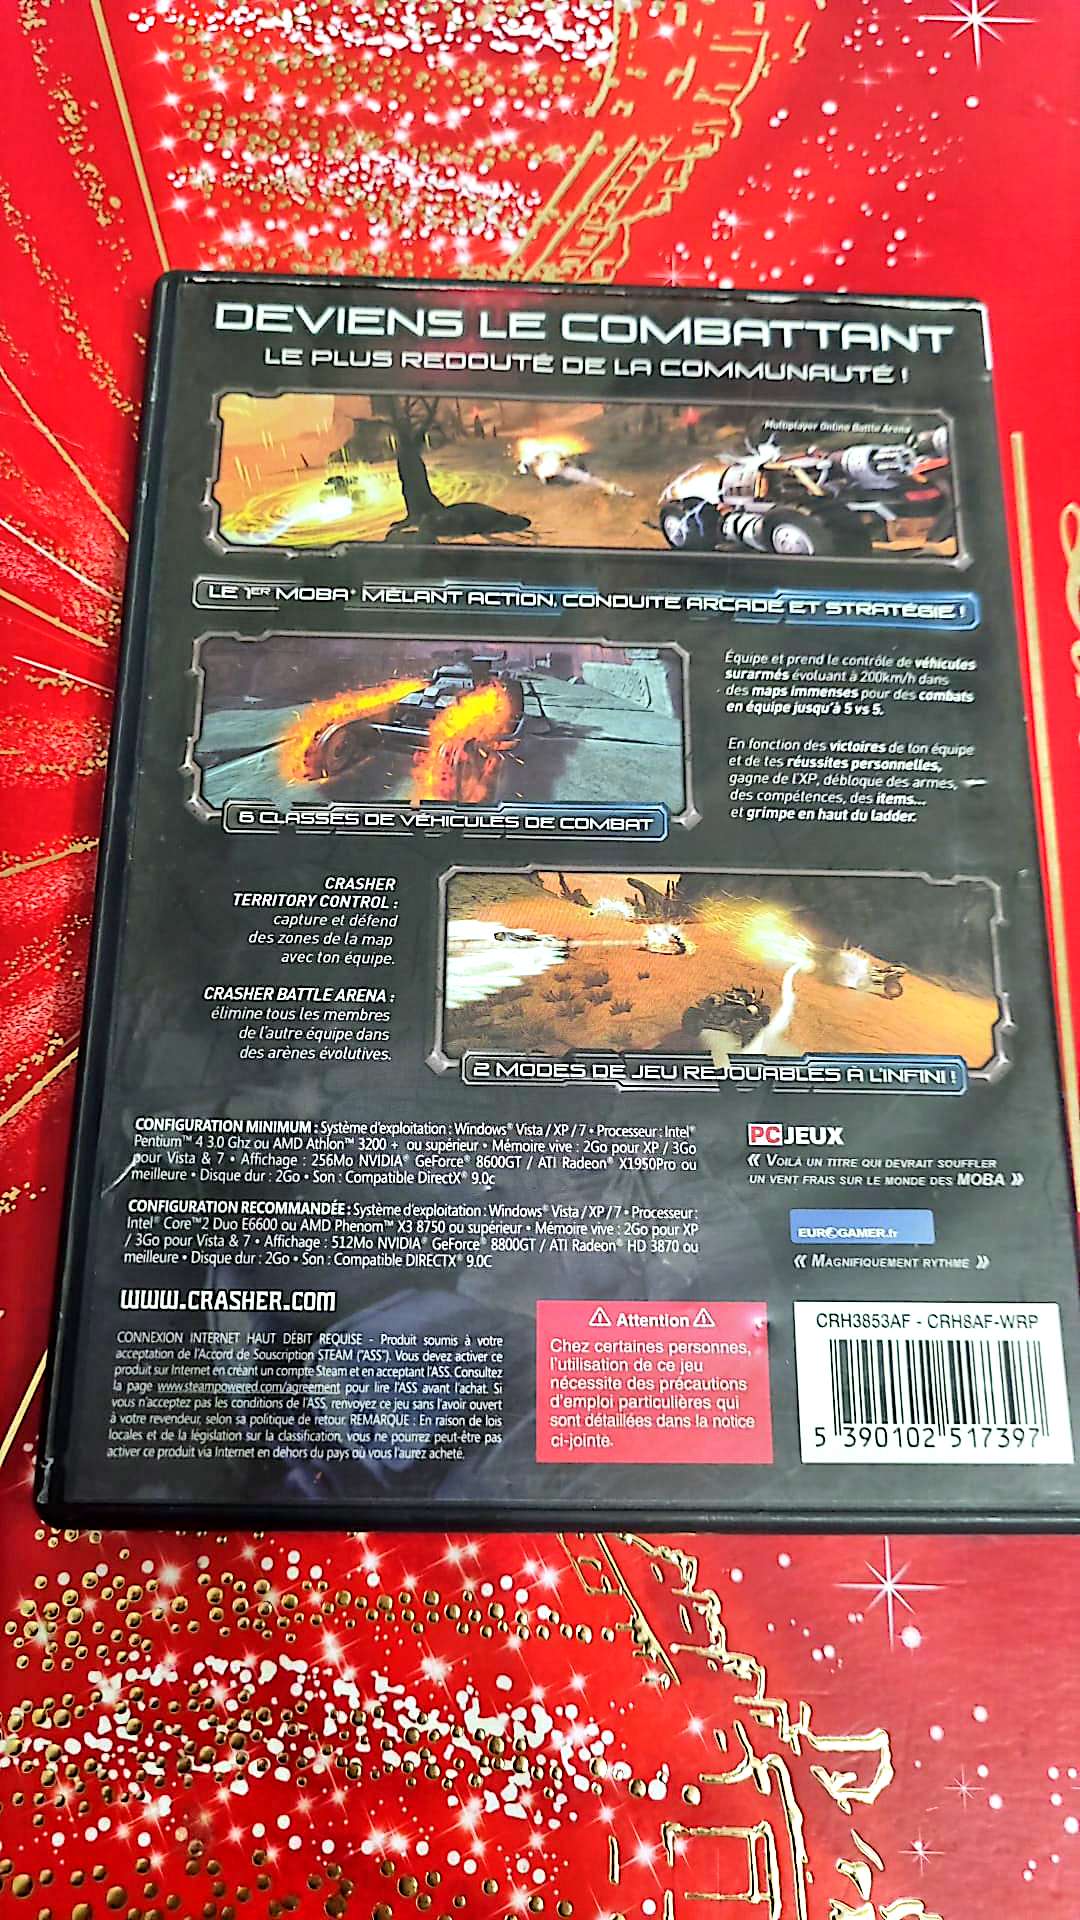 DEVIENS LE COMBATTANT
LE PLUS REDOUTÉ DE LA COMMUNAUTÉ !
*Multiplayer Online Battle Arena
LE 1ER MOBA* MÊLANT ACTION, CONDUITE ARCADE ET STRATÉGIE !
Équipe et prend le contrôle de véhicules
surarmés évoluant à 200km/h dans
des maps immenses pour des combats
en équipe jusqu'à 5 vs 5.
En fonction des victoires de ton équipe
et de tes réussites personnelles,
gagne de l'XP, débloque des armes,
des compétences, des items...
et grimpe en haut du ladder.
6 CLASSES DE VÉHICULES DE COMBAT
CRASHER
TERRITORY CONTROL :
capture et défend
des zones de la map
avec ton équipe.
CRASHER BATTLE ARENA :
élimine tous les membres
de l'autre équipe dans
des arènes évolutives.
2 MODES DE JEU REJOUABLES À L'INFINI !
CONFIGURATION MINIMUM : Système d'exploitation : Windows® Vista / XP / 7 • Processeur : Intel®
Pentium™ 4 3.0 Ghz ou AMD Athlon™ 3200 + ou supérieur • Mémoire vive : 2Go pour XP / 3Go
pour Vista & 7 • Affichage : 256Mo NVIDIA® GeForce® 8600GT / ATI Radeon® X1950Pro ou
meilleure • Disque dur : 2Go • Son : Compatible DirectX® 9.0c
CONFIGURATION RECOMMANDÉE : Système d'exploitation : Windows® Vista / XP / 7 • Processeur :
Intel® Core™2 Duo E6600 ou AMD Phenom™ X3 8750 ou supérieur • Mémoire vive : 2Go pour XP
/ 3Go pour Vista & 7 • Affichage : 512Mo NVIDIA® GeForce® 8800GT / ATI Radeon® HD 3870 ou
meilleure • Disque dur : 2Go • Son : Compatible DIRECTX® 9.0C
PC JEUX
« VOILÀ UN TITRE QUI DEVRAIT SOUFFLER
UN VENT FRAIS SUR LE MONDE DES MOBA »
EUROGAMER.fr
« MAGNIFIQUEMENT RYTHMÉ »
WWW.CRASHER.COM
CONNEXION INTERNET HAUT DÉBIT REQUISE - Produit soumis à votre
acceptation de l'Accord de Souscription STEAM ("ASS"). Vous devez activer ce
produit sur Internet en créant un compte Steam et en acceptant l'ASS. Consultez
la page www.steampowered.com/agreement pour lire l'ASS avant l'achat. Si
vous n'acceptez pas les conditions de l'ASS, renvoyez ce jeu sans l'avoir ouvert
à votre revendeur, selon sa politique de retour. REMARQUE : En raison de lois
locales et de la législation sur la classification, vous ne pourrez peut-être pas
activer ce produit via Internet en dehors du pays où vous l'aurez acheté.
⚠ Attention ⚠
Chez certaines personnes,
l'utilisation de ce jeu
nécessite des précautions
d'emploi particulières qui
sont détaillées dans la notice
ci-jointe.
CRH3853AF - CRH8AF-WRP
5 390102 517397